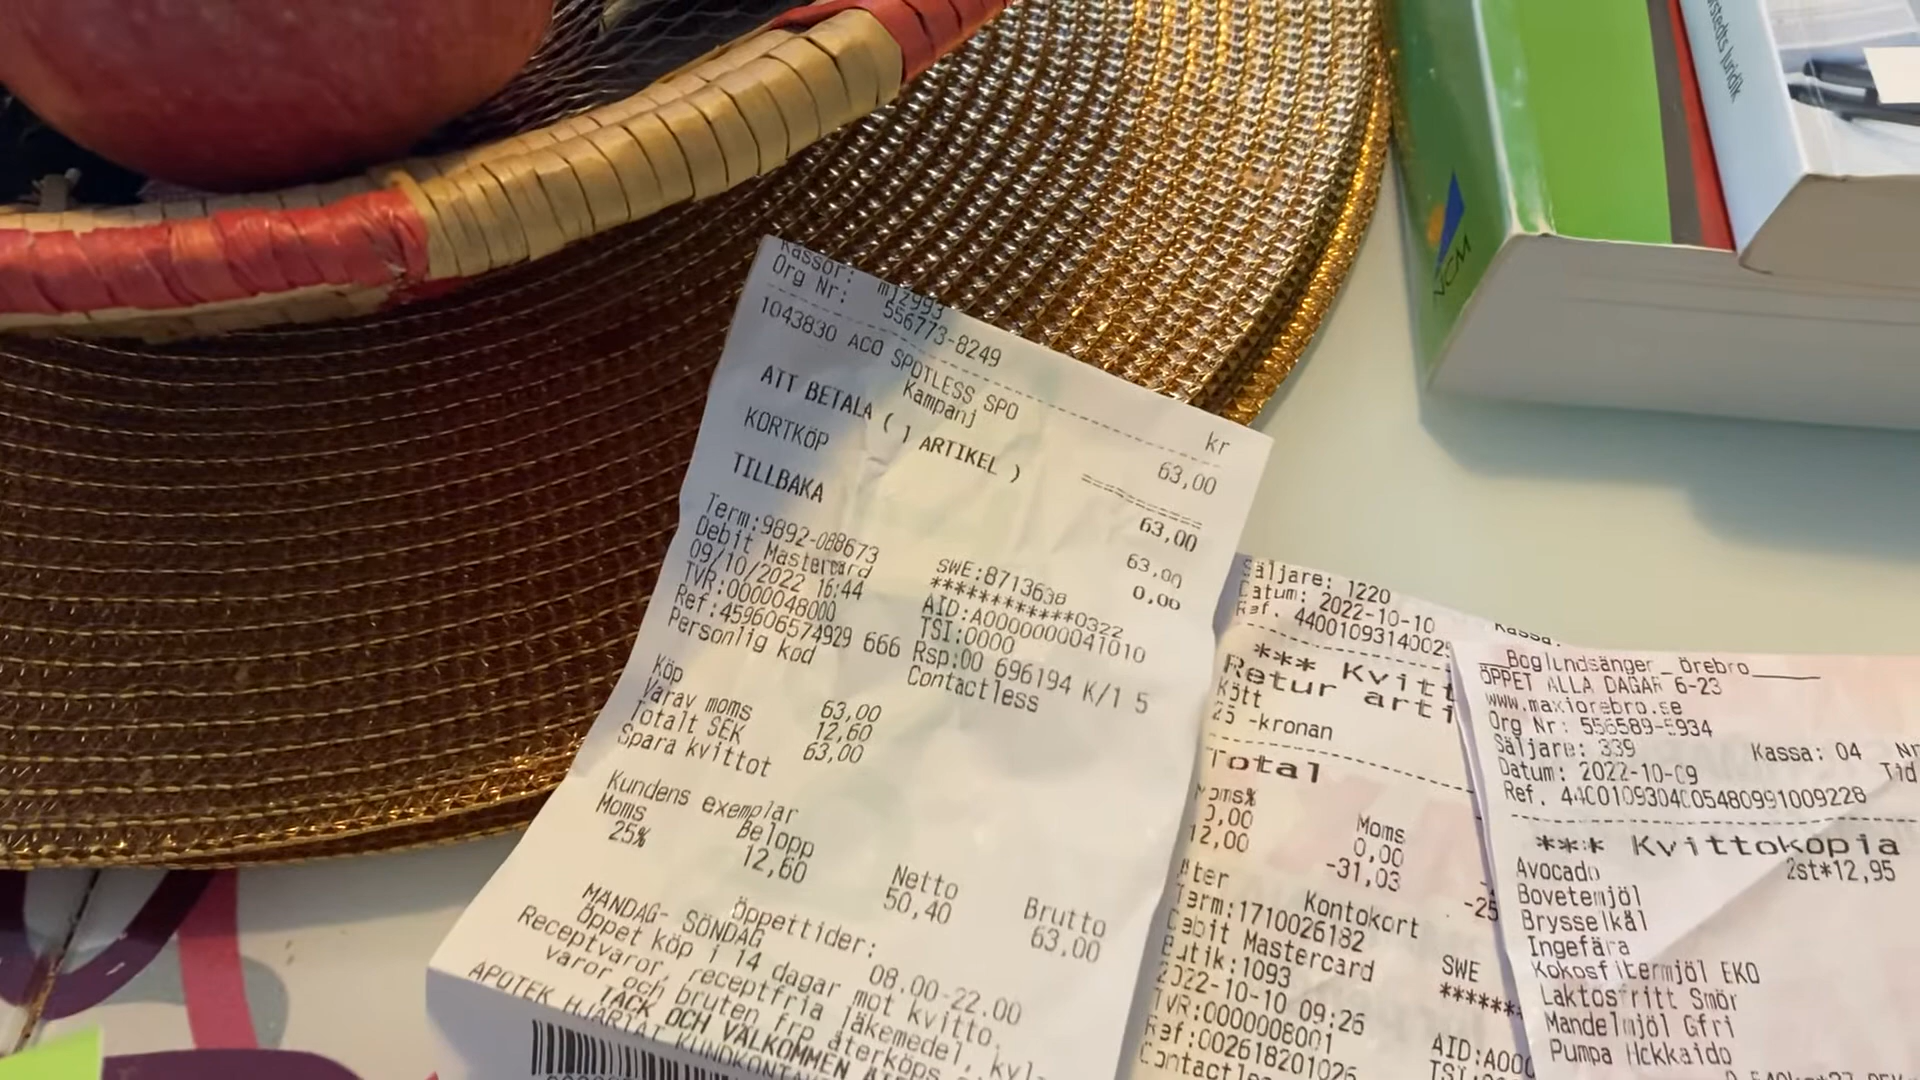 Kassör: mjz993
Org Nr: 556773-8249
kr
1043830 ACO SPOTLESS SPO 63,00
Kampanj
ATT BETALA ( 1 ARTIKEL ) 63,00
KORTKÖP 63,00
TILLBAKA 0,00
Term:9892-088673 SWE:8713638
Debit Mastercard ************0322
09/10/2022 16:44 AID:A0000000041010
TVR:0000048000 TSI:0000
Ref:459606574929 666 Rsp:00 696194 K/1 5
Personlig kod Contactless
Köp 63,00
Varav moms 12,60
Totalt SEK 63,00
Spara kvittot
Kundens exemplar
Moms Belopp Netto Brutto
25% 12,60 50,40 63.00
Öppettider:
MÅNDAG- SÖNDAG 08.00-22.00
Öppet köp i 14 dagar mot kvitto.
Receptvaror, receptfria läkemedel, kyl-
varor och bruten frp återköps
TACK OCH VÄLKOMMEN ÅTER
APOTEK HJÄRTAT
Säljare: 1220 Kassa:
Datum: 2022-10-10
Ref.
*** Kvitt
Retur arti
Kött
25 -kronan
Total
Moms% Moms
0,00 0,00
12,00 -31,03
Kontokort
Term:1710026182
Debit Mastercard SWE
Butik:1093
2022-10-10 09:26
TVR:0000008001 AID:A000
Ref:002618201026 TSI:
Contactless
Boglundsänger Örebro
ÖPPET ALLA DAGAR 6-23
www.maxiorebro.se
Org Nr: 556589-5934
Säljare: 339 Kassa: 04
Datum: 2022-10-09 Tid
Ref. 4400109304005480991009228
*** Kvittokopia
Avocado 2st*12,95
Bovetemjöl
Brysselkål
Ingefära
Kokosfibermjöl EKO
Laktosfritt Smör
Mandelmjöl Gfri
Pumpa Hokkaido
NCM
rstedts Juridik